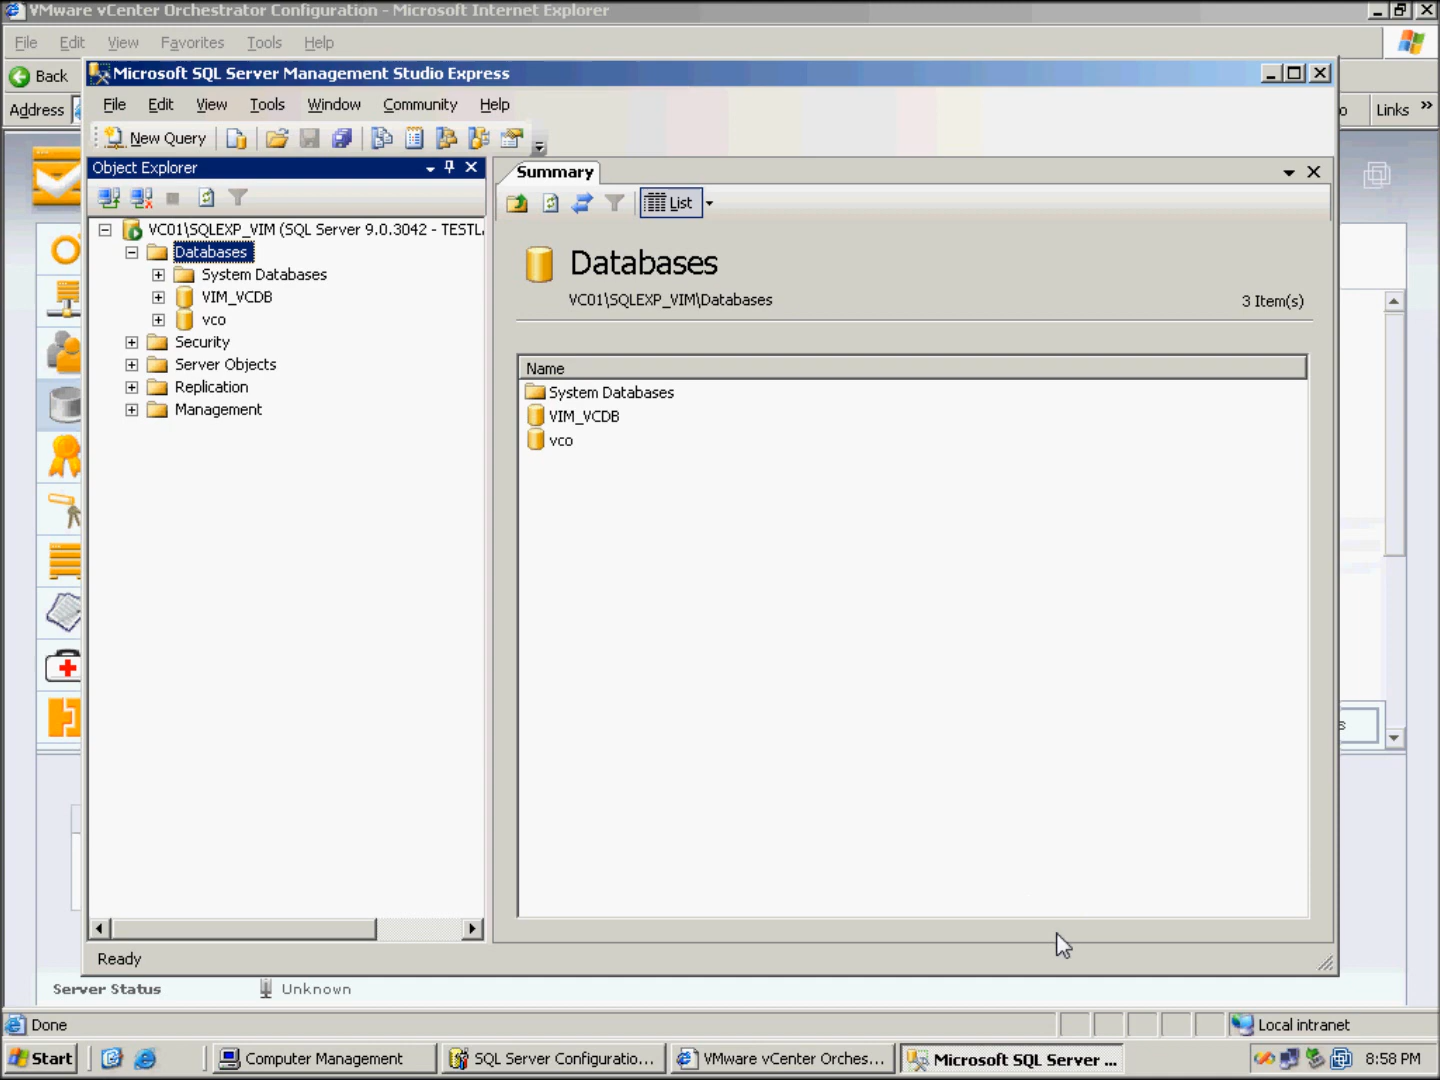 VMware vCenter Orchestrator Configuration - Microsoft Internet Explorer
File Edit View Favorites Tools Help
Back
Address
Links »
Microsoft SQL Server Management Studio Express
File Edit View Tools Window Community Help
New Query
Object Explorer
Summary
List
VC01\SQLEXP_VIM (SQL Server 9.0.3042 - TESTL
Databases
System Databases
VIM_VCDB
vco
Security
Server Objects
Replication
Management
Databases
VC01\SQLEXP_VIM\Databases
3 Item(s)
Name
System Databases
VIM_VCDB
vco
Ready
Server Status Unknown
Done
Local intranet
Start
Computer Management
SQL Server Configuratio...
VMware vCenter Orches...
Microsoft SQL Server ...
8:58 PM